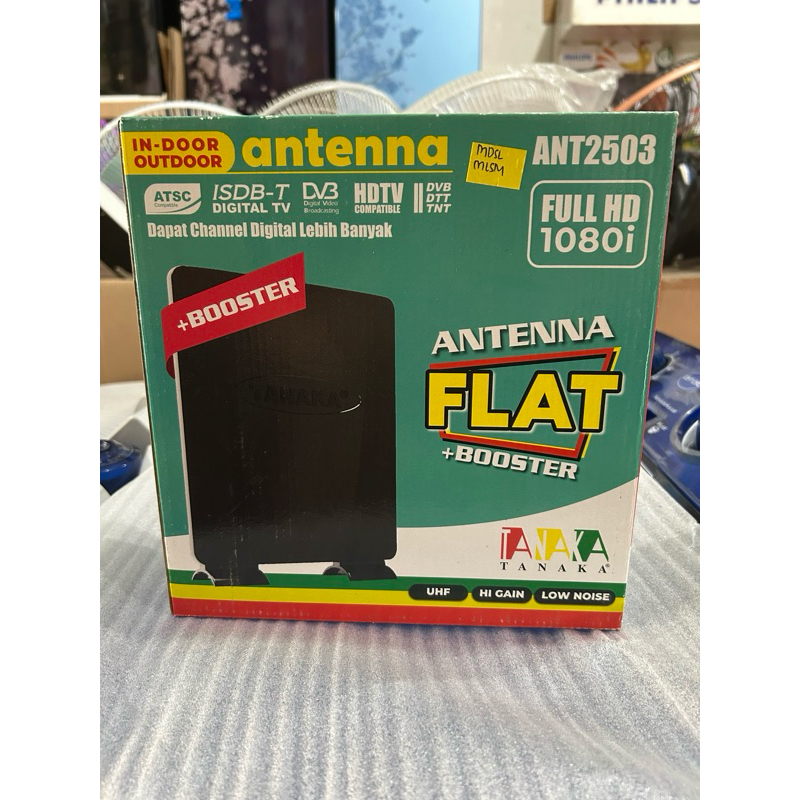 IN-DOOR
OUTDOOR
antenna
MDSL
MLSM
ANT2503
ATSC
Compatible
ISDB-T
DIGITAL TV
DVB
Digital Video
Broadcasting
HDTV
COMPATIBLE
DVB
DTT
TNT
FULL HD
1080i
Dapat Channel Digital Lebih Banyak
+BOOSTER
TANAKA®
ANTENNA
FLAT
+BOOSTER
TANAKA
TANAKA®
UHF
HI GAIN
LOW NOISE